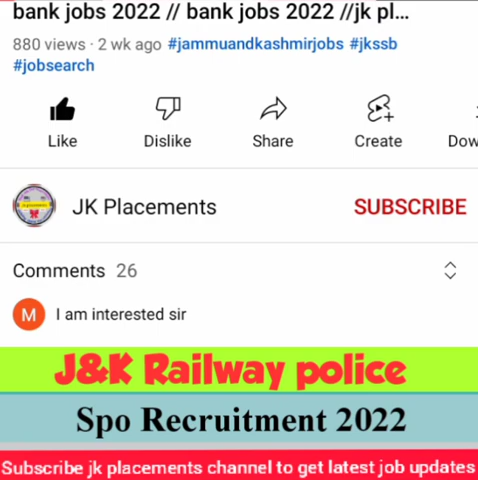 bank jobs 2022 // bank jobs 2022 //jk pl...
880 views · 2 wk ago #jammuandkashmirjobs #jkssb
#jobsearch
Like Dislike Share Create Dow
JK Placements SUBSCRIBE
Comments 26
M I am interested sir
J&K Railway police
Spo Recruitment 2022
Subscribe jk placements channel to get latest job updates